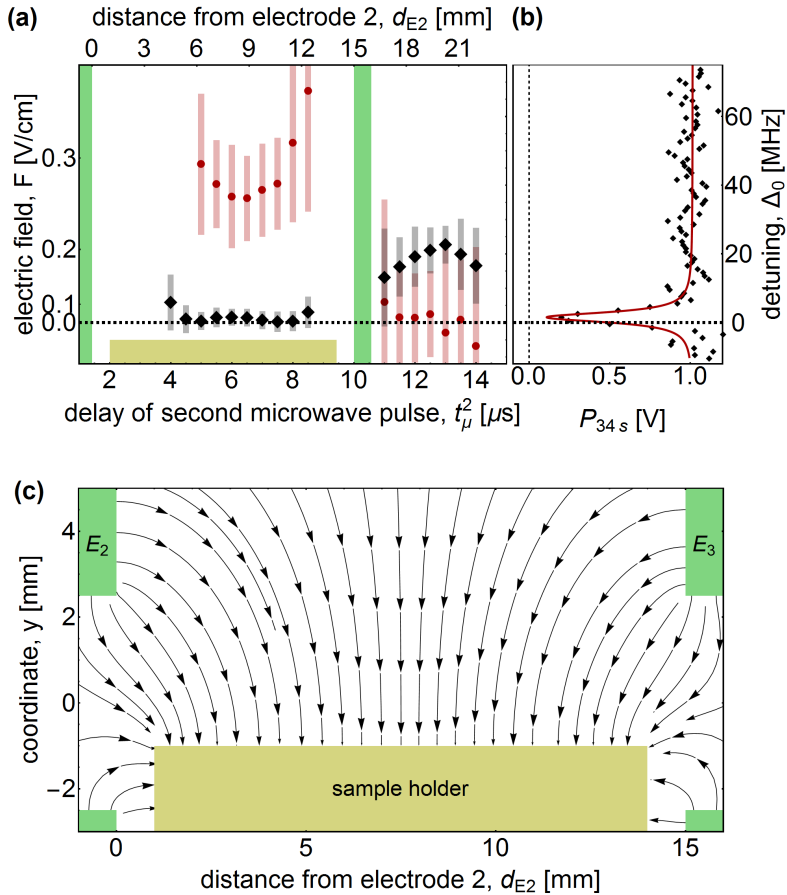 (a) distance from electrode 2, d_E2 [mm] (b)
0 3 6 9 12 15 18 21
electric field, F [V/cm]
0.3
0.2
0.1
0.0
2 4 6 8 10 12 14
delay of second microwave pulse, t_μ^2 [μs]
60
40
20
0
detuning, Δ_0 [MHz]
0.0 0.5 1.0
P_34 s [V]
(c)
coordinate, y [mm]
4
2
0
−2
E_2
E_3
sample holder
0 5 10 15
distance from electrode 2, d_E2 [mm]